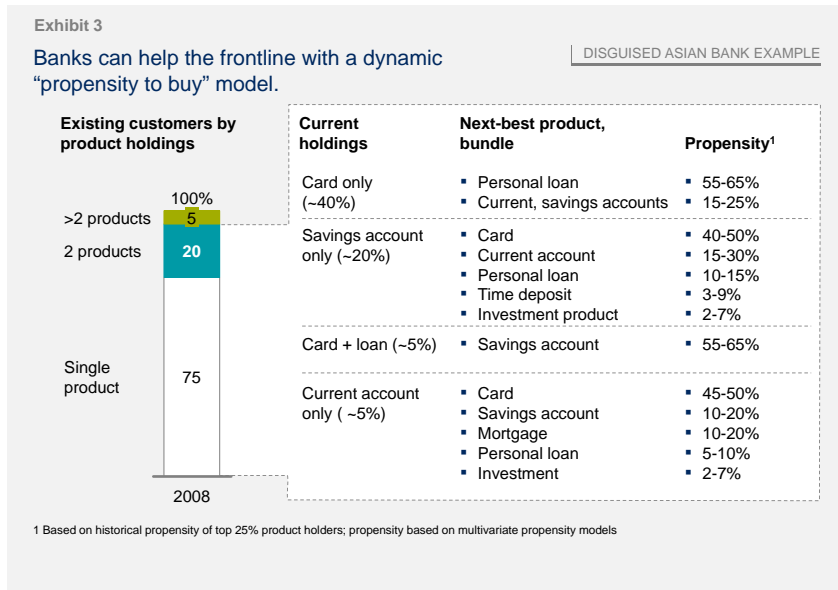 Exhibit 3
Banks can help the frontline with a dynamic
“propensity to buy” model.
DISGUISED ASIAN BANK EXAMPLE
Existing customers by
product holdings
100%
>2 products 5
2 products 20
Single
product
75
2008
Current
holdings
Next-best product,
bundle
Propensity1
Card only
(~40%)
▪ Personal loan ▪ 55-65%
▪ Current, savings accounts ▪ 15-25%
Savings account
only (~20%)
▪ Card ▪ 40-50%
▪ Current account ▪ 15-30%
▪ Personal loan ▪ 10-15%
▪ Time deposit ▪ 3-9%
▪ Investment product ▪ 2-7%
Card + loan (~5%) ▪ Savings account ▪ 55-65%
Current account
only ( ~5%)
▪ Card ▪ 45-50%
▪ Savings account ▪ 10-20%
▪ Mortgage ▪ 10-20%
▪ Personal loan ▪ 5-10%
▪ Investment ▪ 2-7%
1 Based on historical propensity of top 25% product holders; propensity based on multivariate propensity models